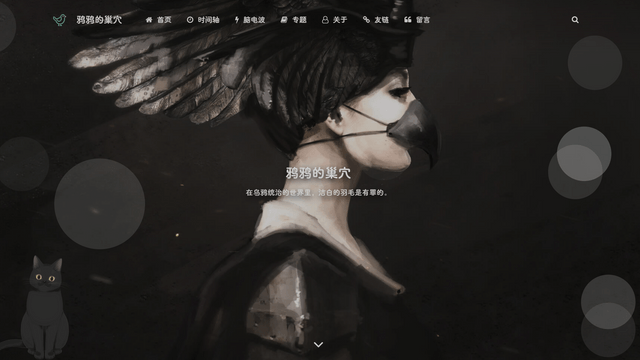 鸦鸦的巢穴 首页 时间轴 脑电波 专题 关于 友链 留言
鸦鸦的巢穴
在乌鸦统治的世界里，洁白的羽毛是有罪的。